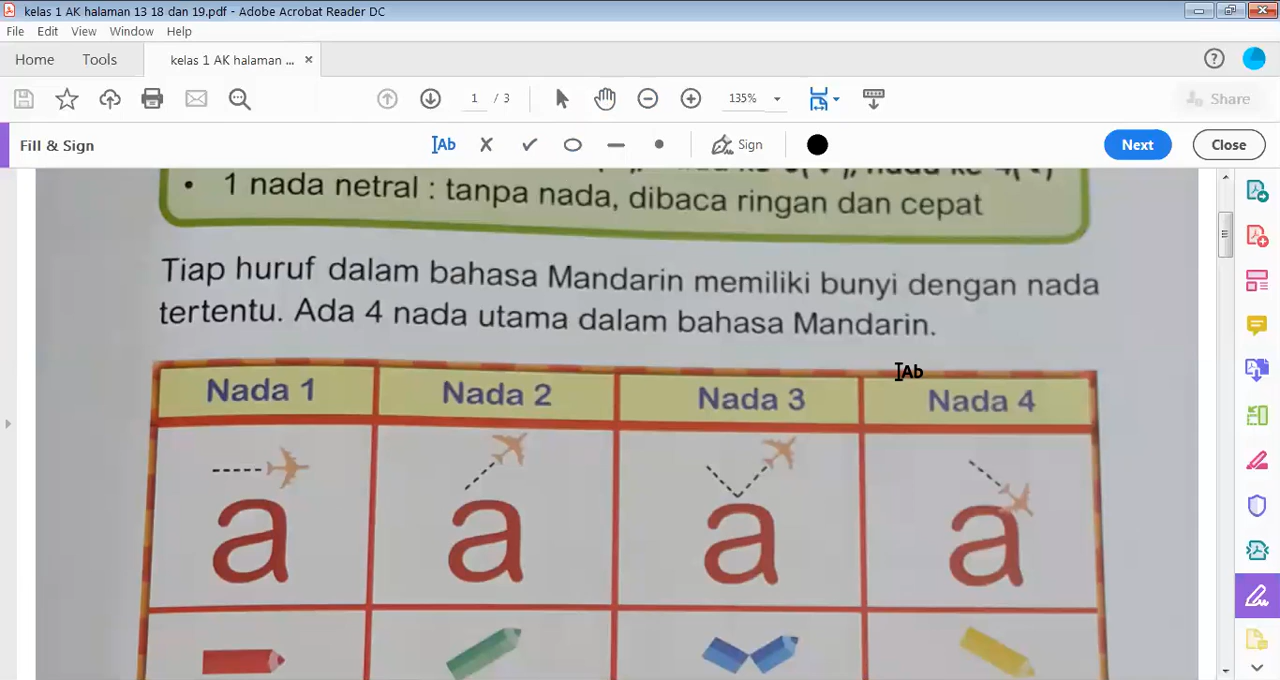 kelas 1 AK halaman 13 18 dan 19.pdf - Adobe Acrobat Reader DC
File Edit View Window Help
Home Tools kelas 1 AK halaman ... ×
1 / 3 135% Share
Fill & Sign Ab Sign Next Close
• 1 nada netral : tanpa nada, dibaca ringan dan cepat
Tiap huruf dalam bahasa Mandarin memiliki bunyi dengan nada
tertentu. Ada 4 nada utama dalam bahasa Mandarin.
Ab
Nada 1 Nada 2 Nada 3 Nada 4
a a a a